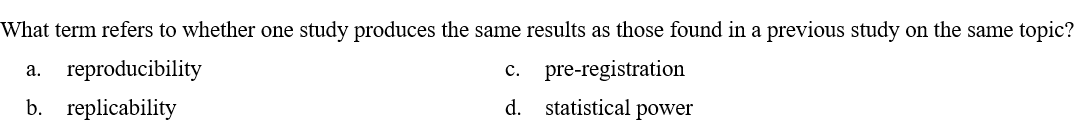 What term refers to whether one study produces the same results as those found in a previous study on the same topic?
a. reproducibility c. pre-registration
b. replicability d. statistical power